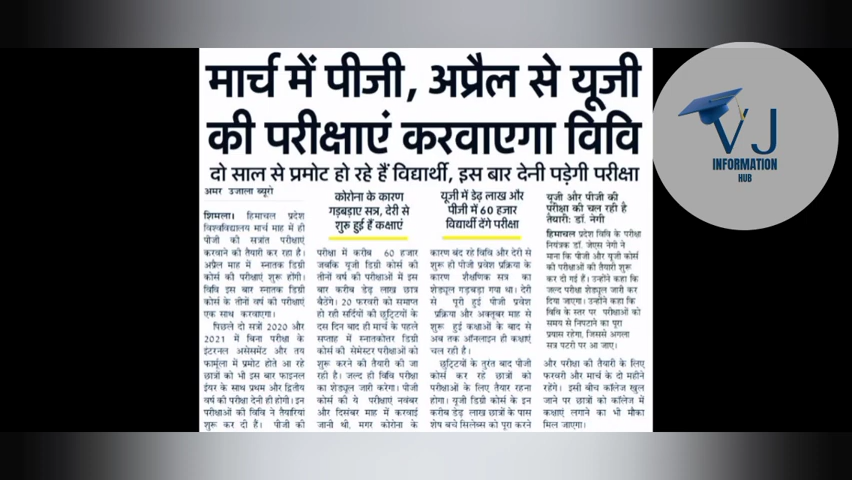 मार्च में पीजी, अप्रैल से यूजी
की परीक्षाएं करवाएगा विवि
दो साल से प्रमोट हो रहे हैं विद्यार्थी, इस बार देनी पड़ेगी परीक्षा
अमर उजाला ब्यूरो
शिमला। हिमाचल प्रदेश
विश्वविद्यालय मार्च माह में ही
पीजी की सत्रांत परीक्षाएं
करवाने की तैयारी कर रहा है।
अप्रैल माह में स्नातक डिग्री
कोर्स की परीक्षाएं शुरू होंगी।
विवि इस बार स्नातक डिग्री
कोर्स के तीनों वर्ष की परीक्षाएं
एक साथ करवाएगा।
पिछले दो सत्रों 2020 और
2021 में बिना परीक्षा के
इंटरनल असेसमेंट और तय
फार्मूला में प्रमोट होते आ रहे
छात्रों को भी इस बार फाइनल
ईयर के साथ प्रथम और द्वितीय
वर्ष की परीक्षा देनी ही होगी। इन
परीक्षाओं की विवि ने तैयारियां
शुरू कर दी हैं। पीजी की
कोरोना के कारण
गड़बड़ाए सत्र, देरी से
शुरू हुई हैं कक्षाएं
परीक्षा में करीब 60 हजार
जबकि यूजी डिग्री कोर्स की
तीनों वर्ष की परीक्षाओं में इस
बार करीब डेढ़ लाख छात्र
बैठेंगे। 20 फरवरी को समाप्त
हो रही सर्दियों की छुट्टियों के
दस दिन बाद ही मार्च के पहले
सप्ताह में स्नातकोत्तर डिग्री
कोर्स की सेमेस्टर परीक्षाओं को
शुरू करने की तैयारी की जा
रही है। जल्द ही विवि परीक्षा
का शेड्यूल जारी करेगा। पीजी
कोर्स की ये परीक्षाएं नवंबर
और दिसंबर माह में करवाई
जानी थी, मगर कोरोना के
यूजी में डेढ़ लाख और
पीजी में 60 हजार
विद्यार्थी देंगे परीक्षा
कारण बंद रहे विवि और देरी से
शुरू ही पीजी प्रवेश प्रक्रिया के
कारण शैक्षणिक सत्र का
शेड्यूल गड़बड़ा गया था। देरी
से पूरी हुई पीजी प्रवेश
प्रक्रिया और अक्तूबर माह से
शुरू हुई कक्षाओं के बाद से
अब तक ऑनलाइन ही कक्षाएं
चल रही है।
छुट्टियों के तुरंत बाद पीजी
कोर्स कर रहे छात्रों को
परीक्षाओं के लिए तैयार रहना
होगा। यूजी डिग्री कोर्स के इन
करीब डेढ़ लाख छात्रों के पास
शेष बचे सिलेब्स को पूरा करने
यूजी और पीजी की
परीक्षा की चल रही है
तैयारी: डॉ. नेगी
हिमाचल प्रदेश विवि के परीक्षा
नियंत्रक डॉ. जेएस नेगी ने
माना कि पीजी और यूजी कोर्स
की परीक्षाओं की तैयारी शुरू
कर दी गई हैं। उन्होंने कहा कि
जल्द परीक्षा शेड्यूल जारी कर
दिया जाएगा। उन्होंने कहा कि
विवि के स्तर पर परीक्षाओं को
समय से निपटाने का पूरा
प्रयास रहेगा, जिससे अगला
सत्र पटरी पर आ जाए।
और परीक्षा की तैयारी के लिए
फरवरी और मार्च के दो महीने
रहेंगे। इसी बीच कॉलेज खुल
जाने पर छात्रों को कॉलेज में
कक्षाएं लगाने का भी मौका
मिल जाएगा।
VJ
INFORMATION
HUB